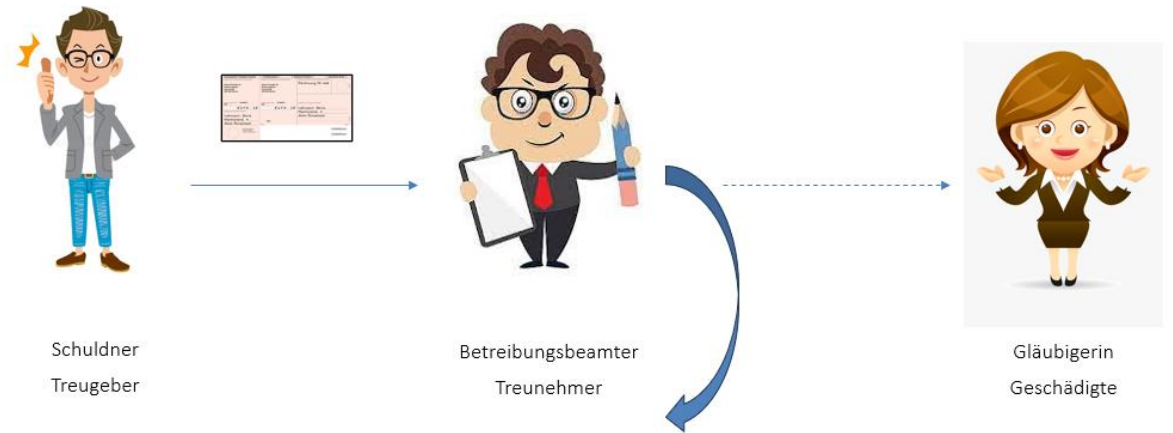 Schuldner
Treugeber
Betreibungsbeamter
Treunehmer
Gläubigerin
Geschädigte